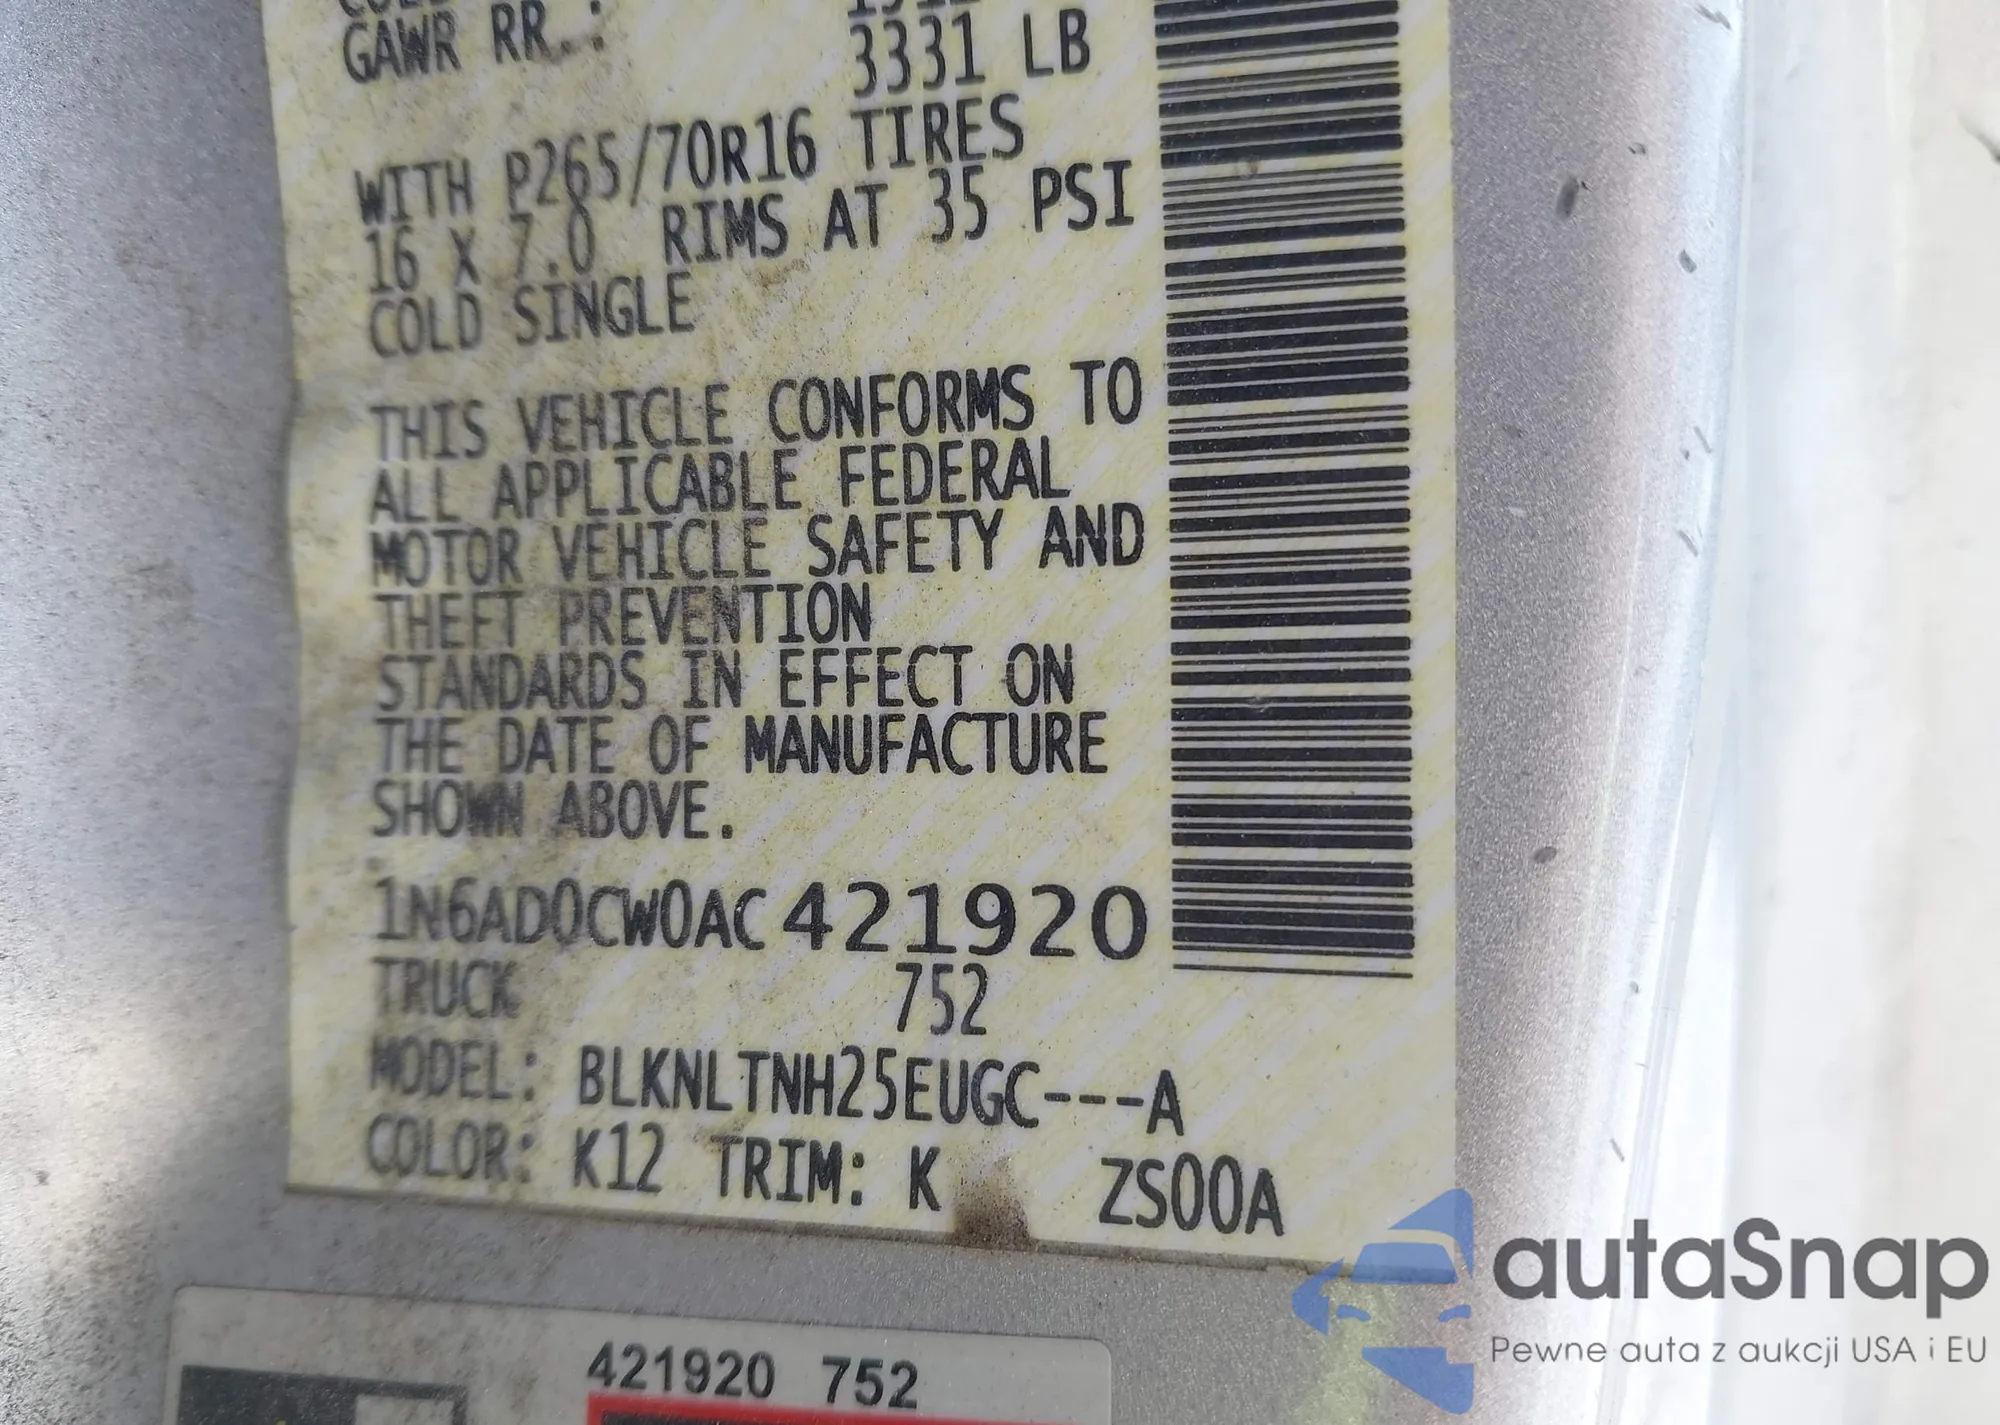 GAWR RR.: 3331 LB
WITH P265/70R16 TIRES
16 X 7.0 RIMS AT 35 PSI
COLD SINGLE
THIS VEHICLE CONFORMS TO
ALL APPLICABLE FEDERAL
MOTOR VEHICLE SAFETY AND
THEFT PREVENTION
STANDARDS IN EFFECT ON
THE DATE OF MANUFACTURE
SHOWN ABOVE.
1N6AD0CW0AC421920
TRUCK 752
MODEL: BLKNLTNH25EUGC---A
COLOR: K12 TRIM: K ZS00A
421920 752
autaSnap
Pewne auta z aukcji USA i EU